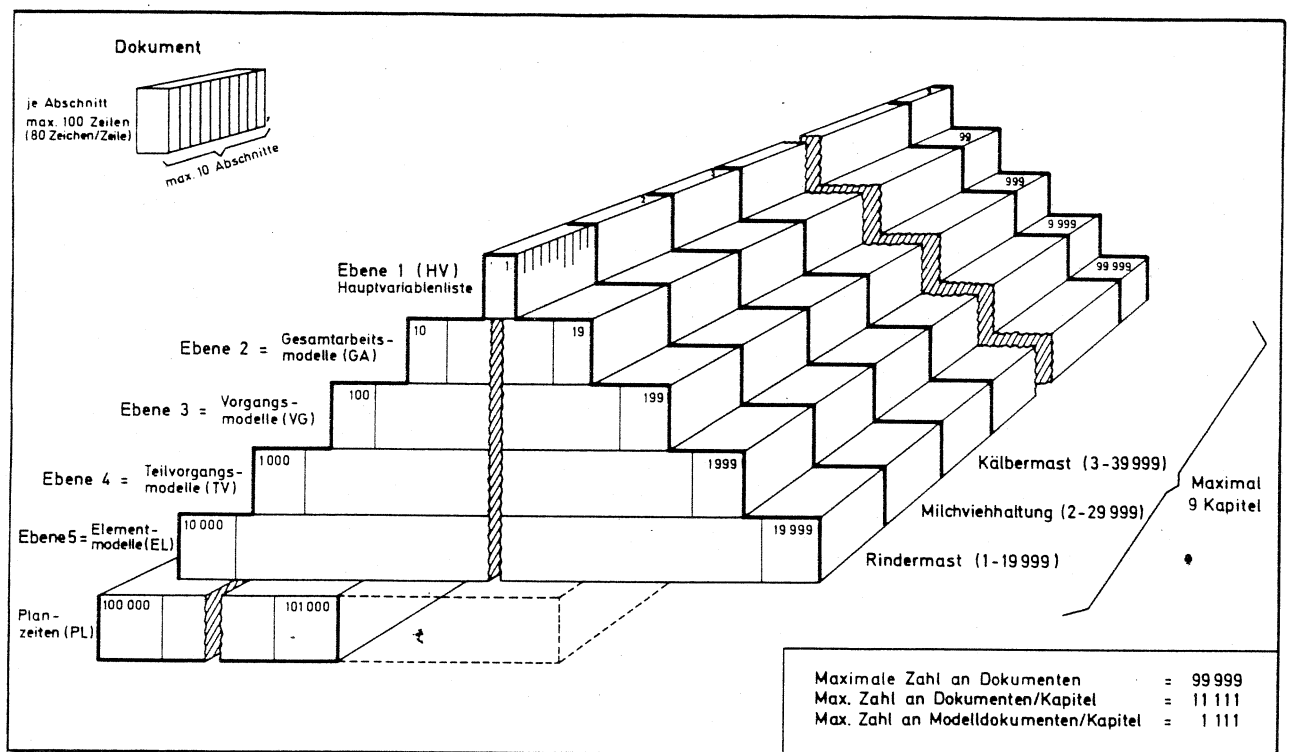 Dokument
je Abschnitt
max. 100 Zeilen
(80 Zeichen/Zeile)
max. 10 Abschnitte
99
999
9 999
99 999
1
2
3
Ebene 1 (HV)
Hauptvariablenliste
10
19
Ebene 2 = Gesamtarbeits-
modelle (GA)
100
199
Ebene 3 = Vorgangs-
modelle (VG)
1000
1999
Ebene 4 = Teilvorgangs-
modelle (TV)
10 000
19 999
Ebene5= Element-
modelle(EL)
100 000
101 000
Plan-
zeiten (PL)
Kälbermast (3-39999)
Milchviehhaltung (2-29999)
Rindermast (1-19999)
Maximal
9 Kapitel
Maximale Zahl an Dokumenten = 99999
Max. Zahl an Dokumenten/Kapitel = 11 111
Max. Zahl an Modelldokumenten/Kapitel = 1 111